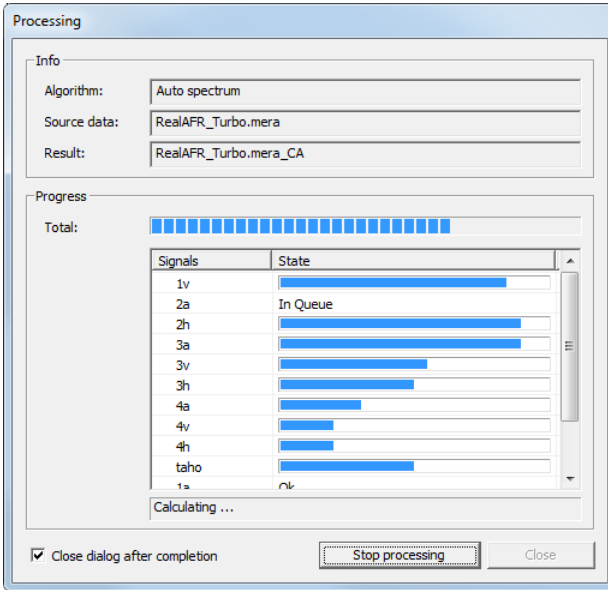 Processing
Info
Algorithm: Auto spectrum
Source data: RealAFR_Turbo.mera
Result: RealAFR_Turbo.mera_CA
Progress
Total:
Signals State
1v
2a In Queue
2h
3a
3v
3h
4a
4v
4h
taho
1a Ok
Calculating ...
Close dialog after completion Stop processing Close